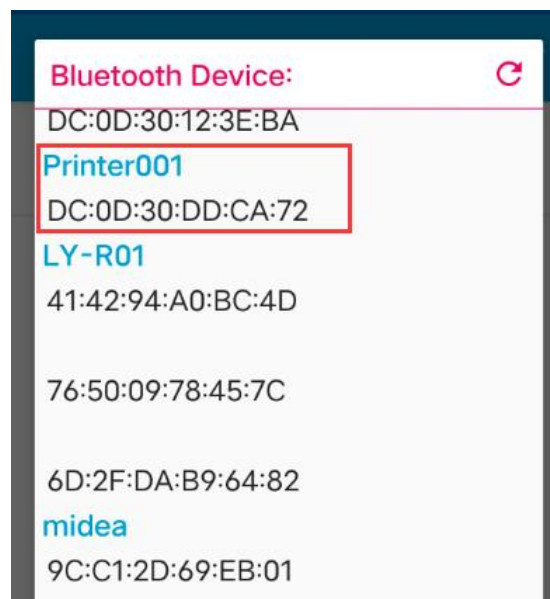 Bluetooth Device:
DC:0D:30:12:3E:BA
Printer001
DC:0D:30:DD:CA:72
LY-R01
41:42:94:A0:BC:4D
76:50:09:78:45:7C
6D:2F:DA:B9:64:82
midea
9C:C1:2D:69:EB:01